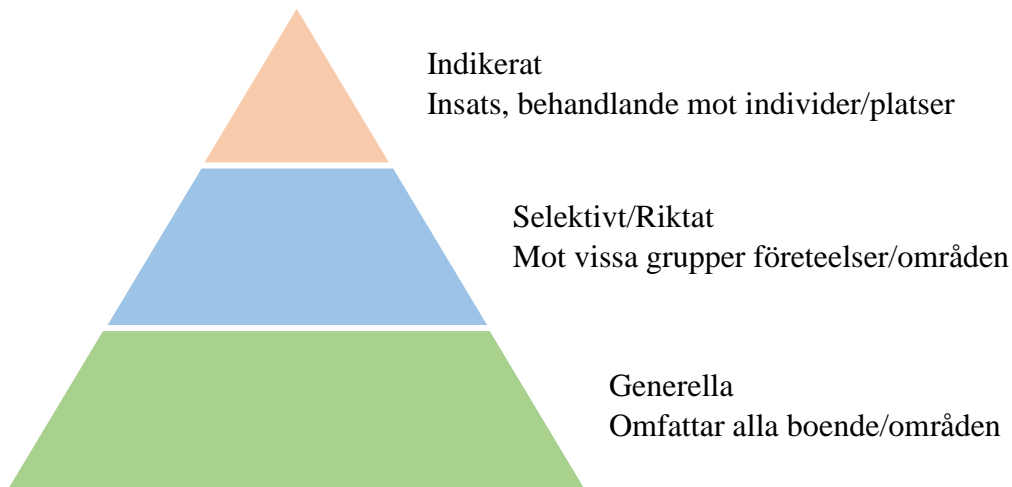 Indikerat
Insats, behandlande mot individer/platser
Selektivt/Riktat
Mot vissa grupper företeelser/områden
Generella
Omfattar alla boende/områden